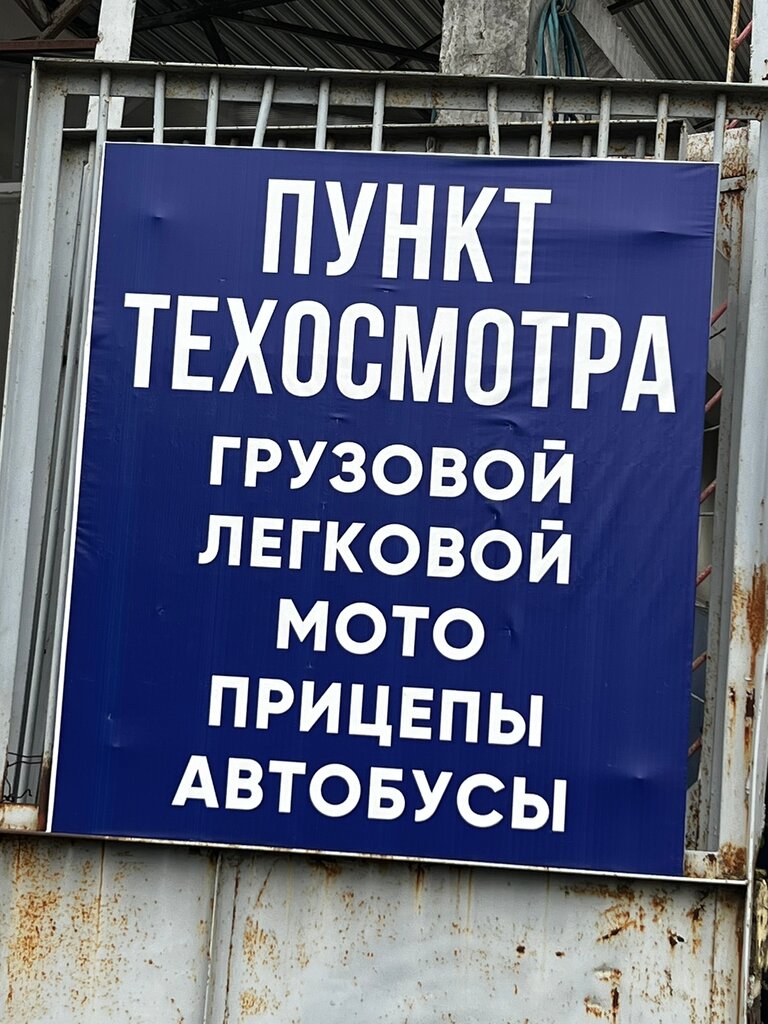 ПУНКТ
ТЕХОСМОТРА
ГРУЗОВОЙ
ЛЕГКОВОЙ
МОТО
ПРИЦЕПЫ
АВТОБУСЫ